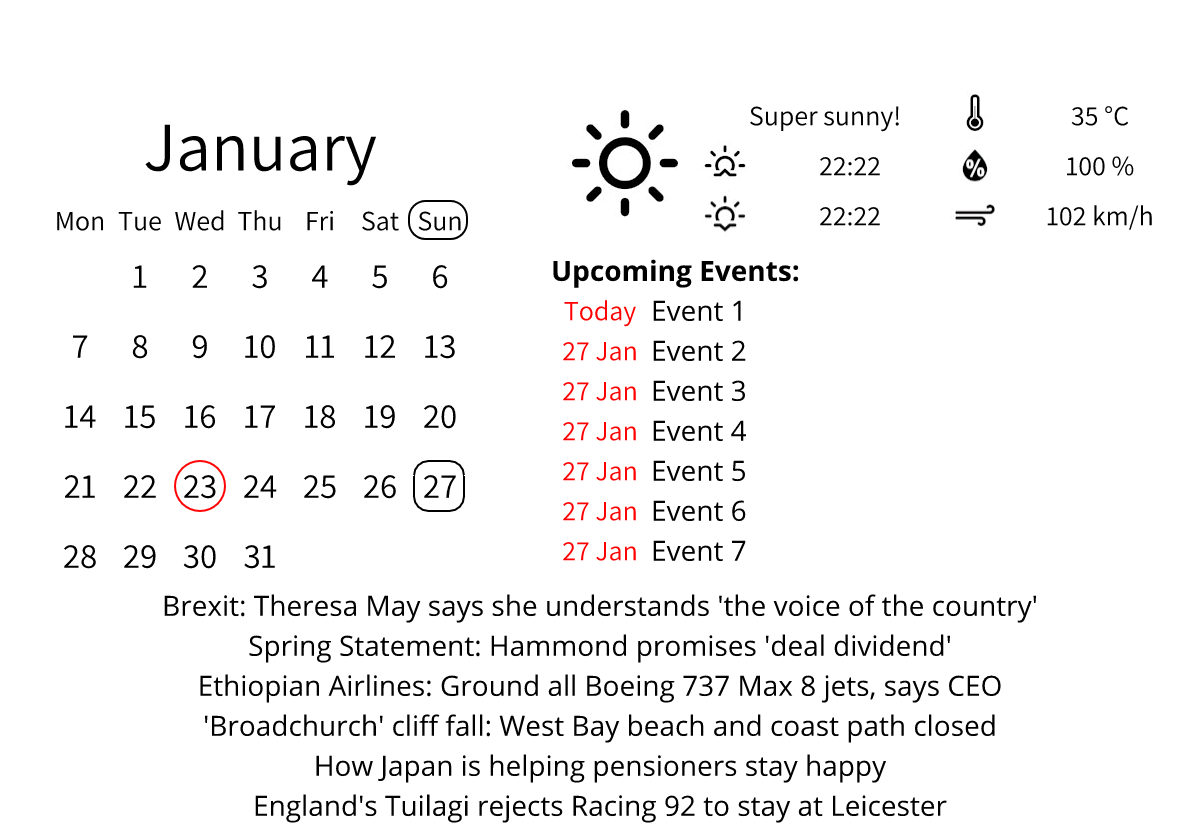 January
Mon Tue Wed Thu Fri Sat Sun
1 2 3 4 5 6
7 8 9 10 11 12 13
14 15 16 17 18 19 20
21 22 23 24 25 26 27
28 29 30 31
Super sunny! 35 °C
22:22 % 100 %
22:22 102 km/h
Upcoming Events:
Today Event 1
27 Jan Event 2
27 Jan Event 3
27 Jan Event 4
27 Jan Event 5
27 Jan Event 6
27 Jan Event 7
Brexit: Theresa May says she understands 'the voice of the country'
Spring Statement: Hammond promises 'deal dividend'
Ethiopian Airlines: Ground all Boeing 737 Max 8 jets, says CEO
'Broadchurch' cliff fall: West Bay beach and coast path closed
How Japan is helping pensioners stay happy
England's Tuilagi rejects Racing 92 to stay at Leicester